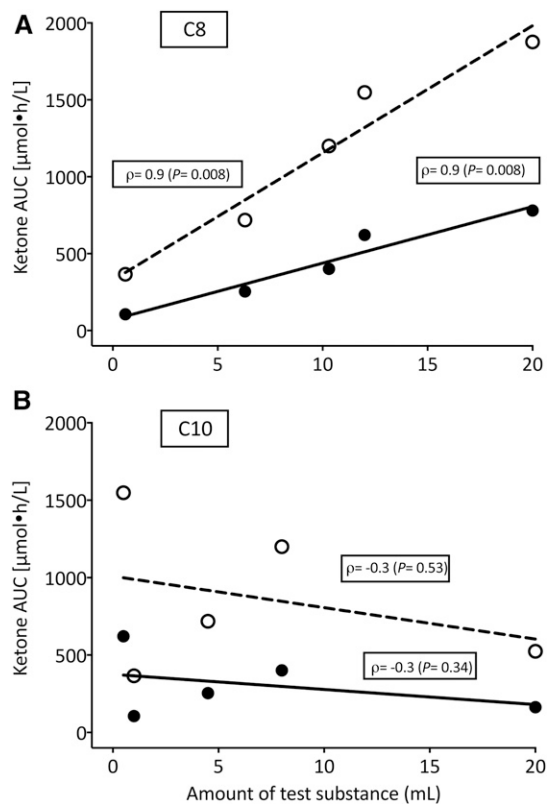 A
C8
2000
1500
1000
500
0
Ketone AUC [µmol•h/L]
ρ= 0.9 (P= 0.008)
ρ= 0.9 (P= 0.008)
0 5 10 15 20
B
C10
2000
1500
1000
500
0
Ketone AUC [µmol•h/L]
ρ= -0.3 (P= 0.53)
ρ= -0.3 (P= 0.34)
0 5 10 15 20
Amount of test substance (mL)